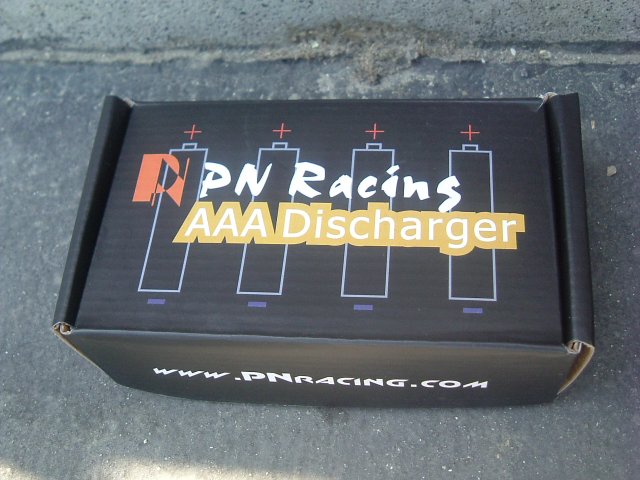 + + + +
PN Racing
AAA Discharger
- - - -
www.PNRACING.COM